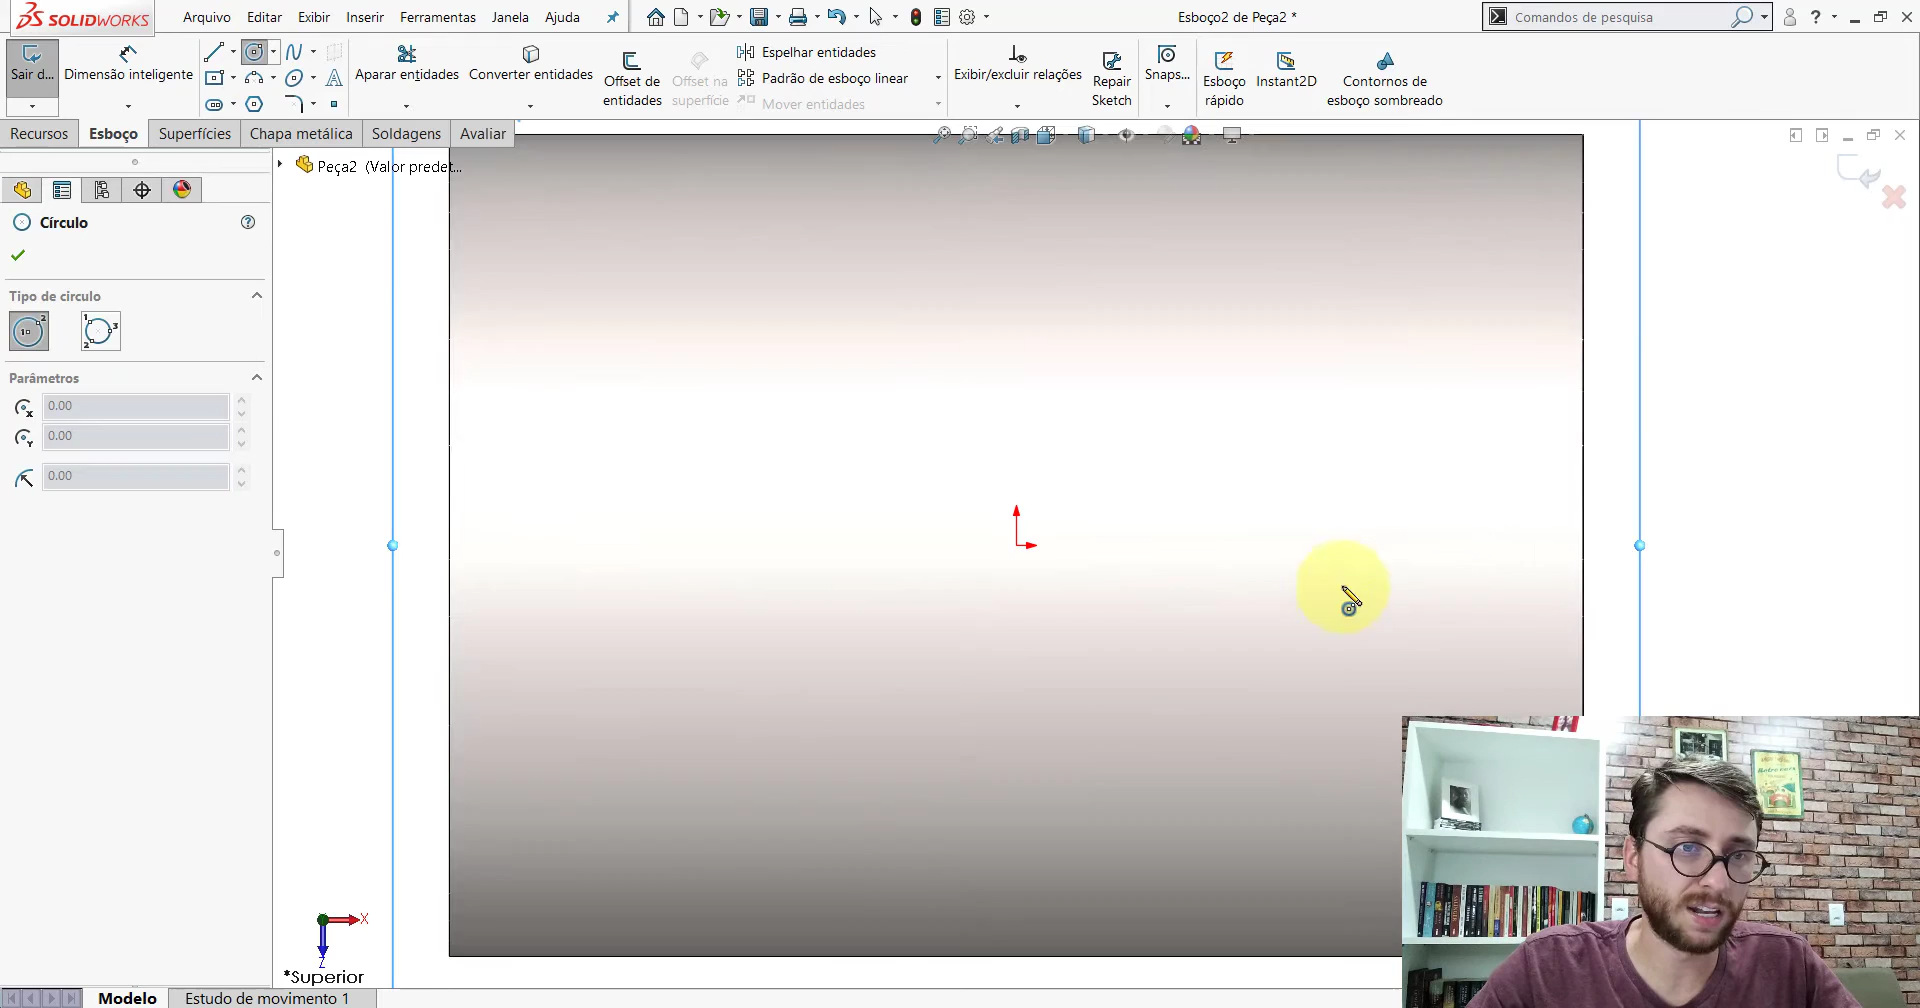 SOLIDWORKS
Arquivo Editar Exibir Inserir Ferramentas Janela Ajuda
Esboço2 de Peça2 *
Comandos de pesquisa
Sair d...
Dimensão inteligente
Aparar entidades
Converter entidades
Offset de entidades
Offset na superfície
Espelhar entidades
Padrão de esboço linear
Mover entidades
Exibir/excluir relações
Repair Sketch
Snaps...
Esboço rápido
Instant2D
Contornos de esboço sombreado
Recursos Esboço Superfícies Chapa metálica Soldagens Avaliar
Peça2 (Valor predet...
Círculo
Tipo de círculo
Parâmetros
0.00
0.00
0.00
X
Z
*Superior
Modelo Estudo de movimento 1